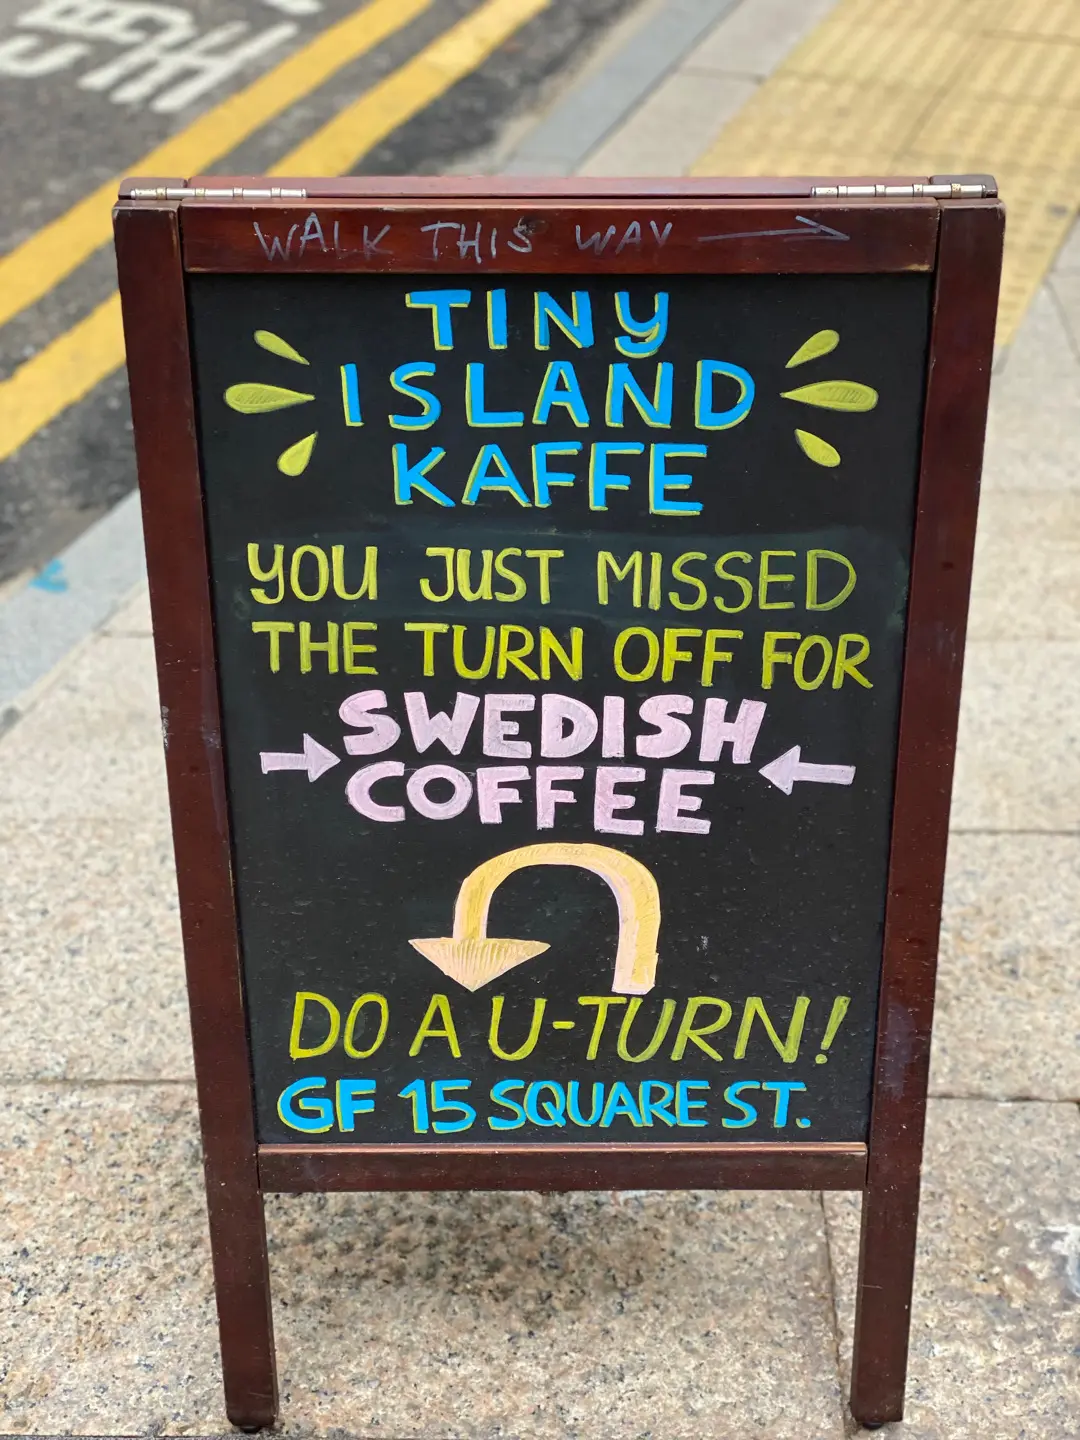 WALK THIS WAY
TINY
ISLAND
KAFFE
YOU JUST MISSED
THE TURN OFF FOR
SWEDISH
COFFEE
DO A U-TURN!
GF 15 SQUARE ST.